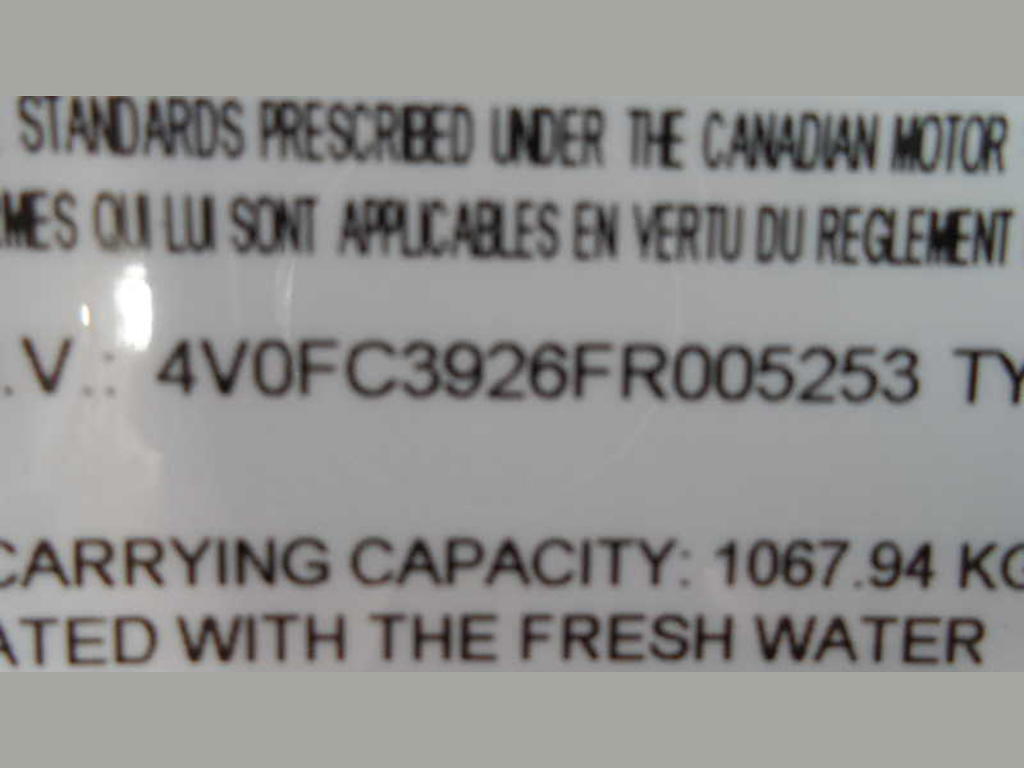 STANDARDS PRESCRIBED UNDER THE CANADIAN MOTOR
RMES QUI LUI SONT APPLICABLES EN VERTU DU REGLEMENT
.V.: 4V0FC3926FR005253 TY
CARRYING CAPACITY: 1067.94 KG
ATED WITH THE FRESH WATER